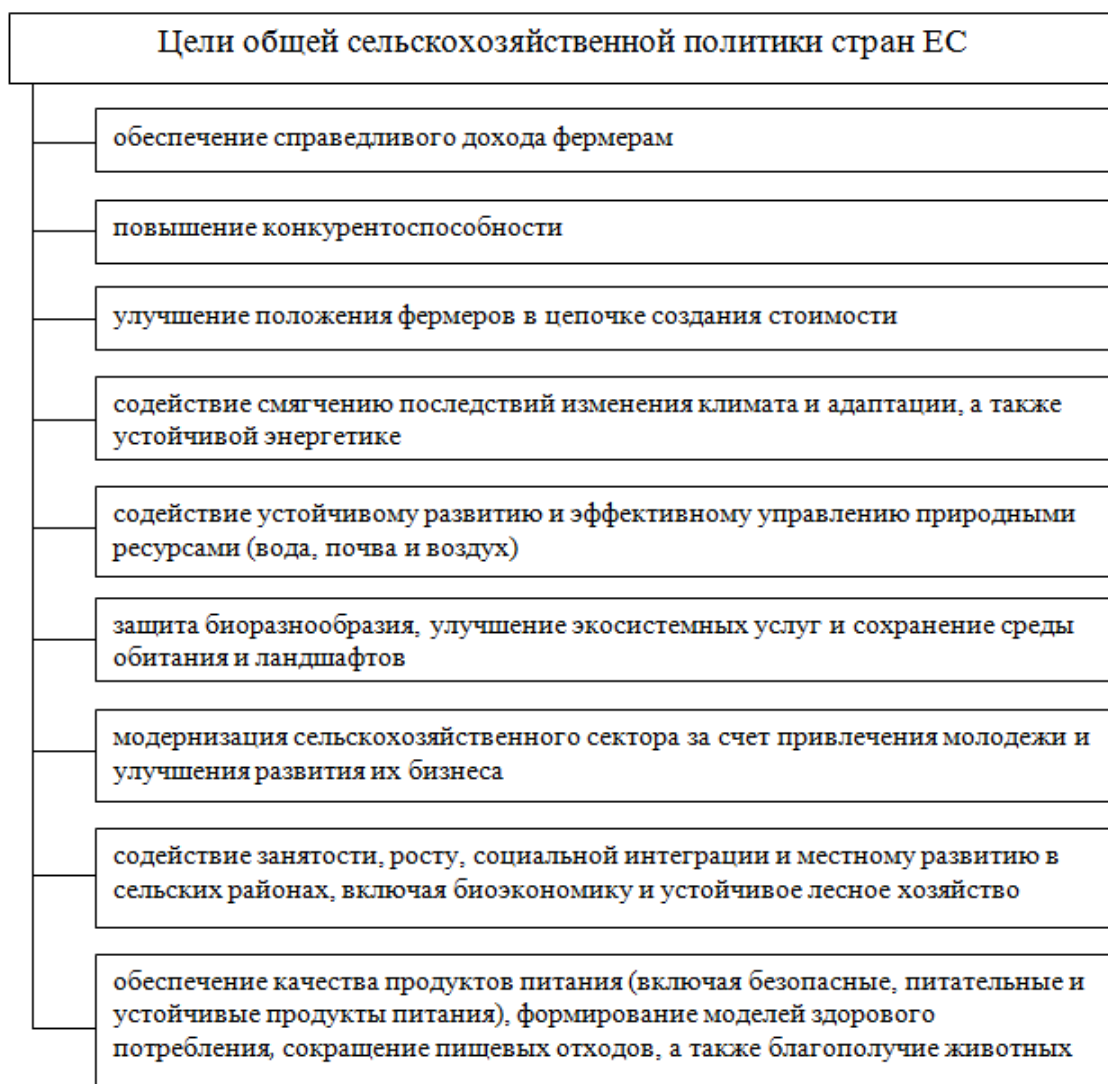 Цели общей сельскохозяйственной политики стран ЕС
обеспечение справедливого дохода фермерам
повышение конкурентоспособности
улучшение положения фермеров в цепочке создания стоимости
содействие смягчению последствий изменения климата и адаптации, а также
устойчивой энергетике
содействие устойчивому развитию и эффективному управлению природными
ресурсами (вода, почва и воздух)
защита биоразнообразия, улучшение экосистемных услуг и сохранение среды
обитания и ландшафтов
модернизация сельскохозяйственного сектора за счет привлечения молодежи и
улучшения развития их бизнеса
содействие занятости, росту, социальной интеграции и местному развитию в
сельских районах, включая биоэкономику и устойчивое лесное хозяйство
обеспечение качества продуктов питания (включая безопасные, питательные и
устойчивые продукты питания), формирование моделей здорового
потребления, сокращение пищевых отходов, а также благополучие животных